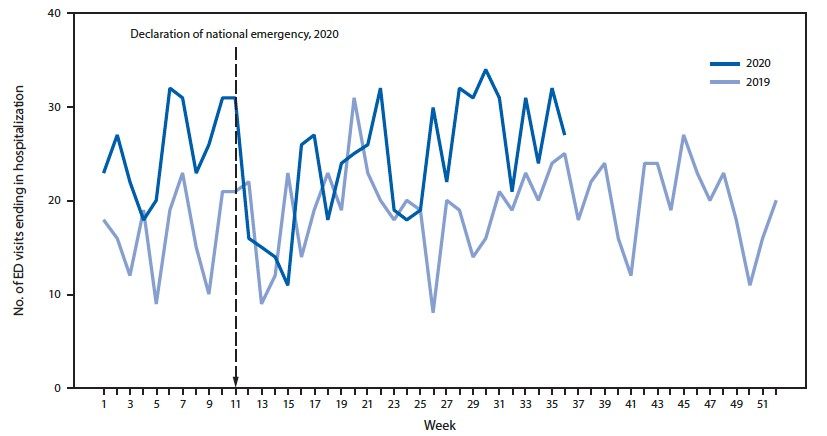 Declaration of national emergency, 2020
2020
2019
No. of ED visits ending in hospitalization
40
30
20
10
0
1 3 5 7 9 11 13 15 17 19 21 23 25 27 29 31 33 35 37 39 41 43 45 47 49 51
Week